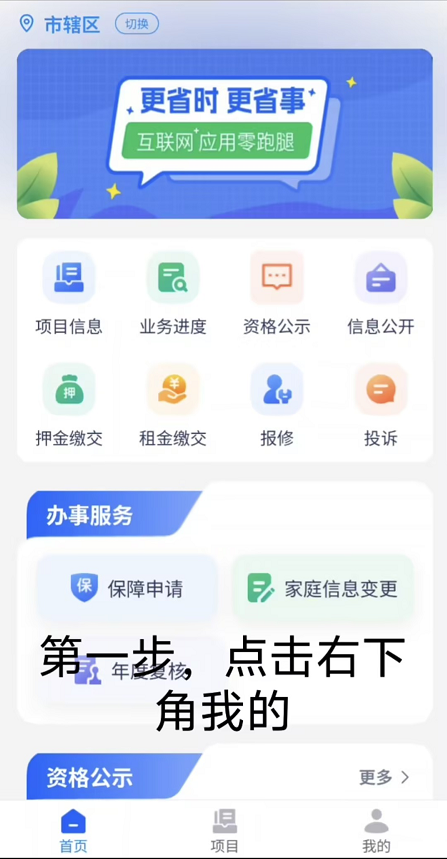 市辖区 切换
更省时 更省事
互联网+应用零跑腿
项目信息 业务进度 资格公示 信息公开
押
押金缴交 租金缴交 报修 投诉
办事服务
保 保障申请 家庭信息变更
年度复核
第一步，点击右下
角我的
资格公示 更多
首页 项目 我的